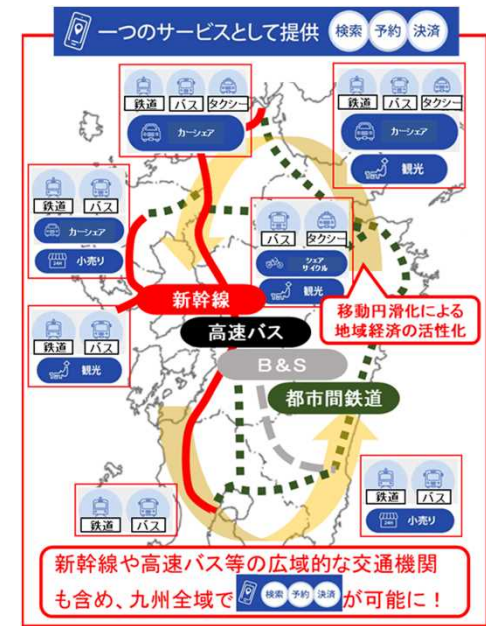 一つのサービスとして提供 検索 予約 決済
鉄道 バス タクシー
カーシェア
鉄道 バス タクシー
カーシェア
観光
鉄道 バス
カーシェア
24H 小売り
バス タクシー
シェア
サイクル
観光
鉄道 バス
観光
新幹線
高速バス
B&S
都市間鉄道
移動円滑化による
地域経済の活性化
鉄道 バス
鉄道 バス
24H 小売り
新幹線や高速バス等の広域的な交通機関
も含め、九州全域で 検索 予約 決済 が可能に！